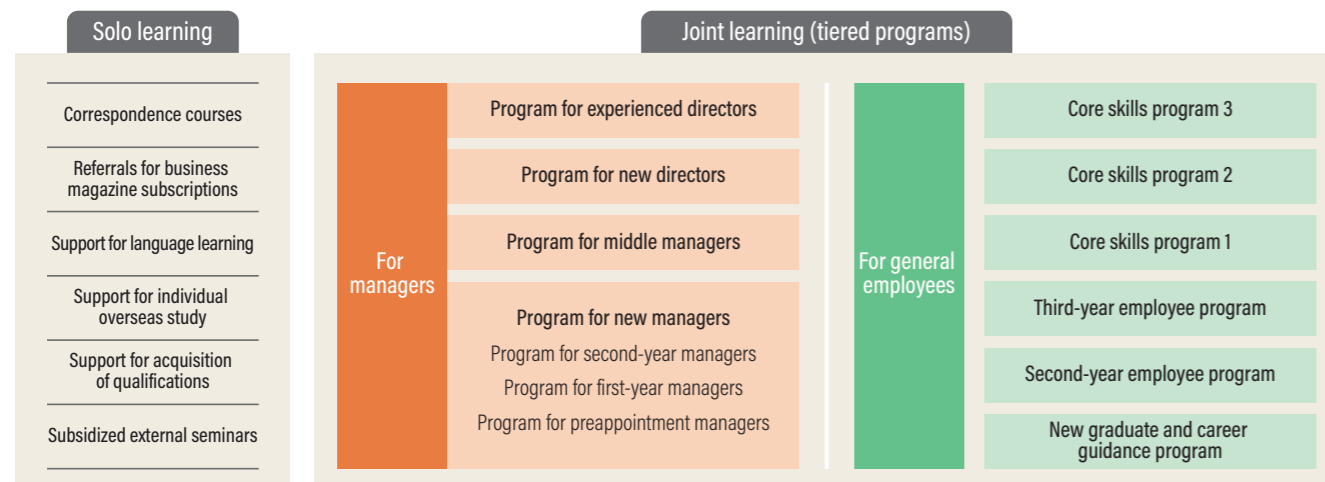 Solo learning
Correspondence courses
Referrals for business
magazine subscriptions
Support for language learning
Support for individual
overseas study
Support for acquisition
of qualifications
Subsidized external seminars
Joint learning (tiered programs)
For
managers
Program for experienced directors
Program for new directors
Program for middle managers
Program for new managers
Program for second-year managers
Program for first-year managers
Program for preappointment managers
For general
employees
Core skills program 3
Core skills program 2
Core skills program 1
Third-year employee program
Second-year employee program
New graduate and career
guidance program